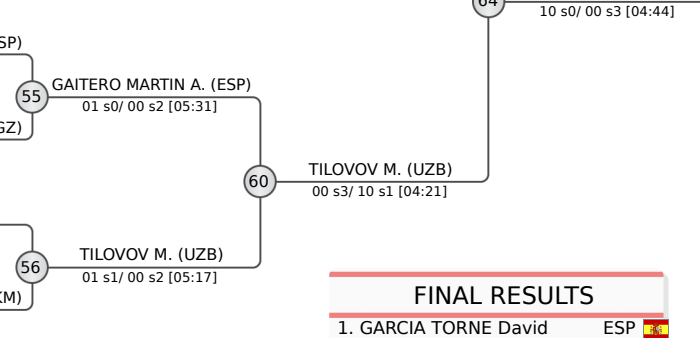 64
10 s0/ 00 s3 [04:44]
SP)
55
GAITERO MARTIN A. (ESP)
01 s0/ 00 s2 [05:31]
GZ)
60
TILOVOV M. (UZB)
00 s3/ 10 s1 [04:21]
56
TILOVOV M. (UZB)
01 s1/ 00 s2 [05:17]
KM)
FINAL RESULTS
1. GARCIA TORNE David ESP